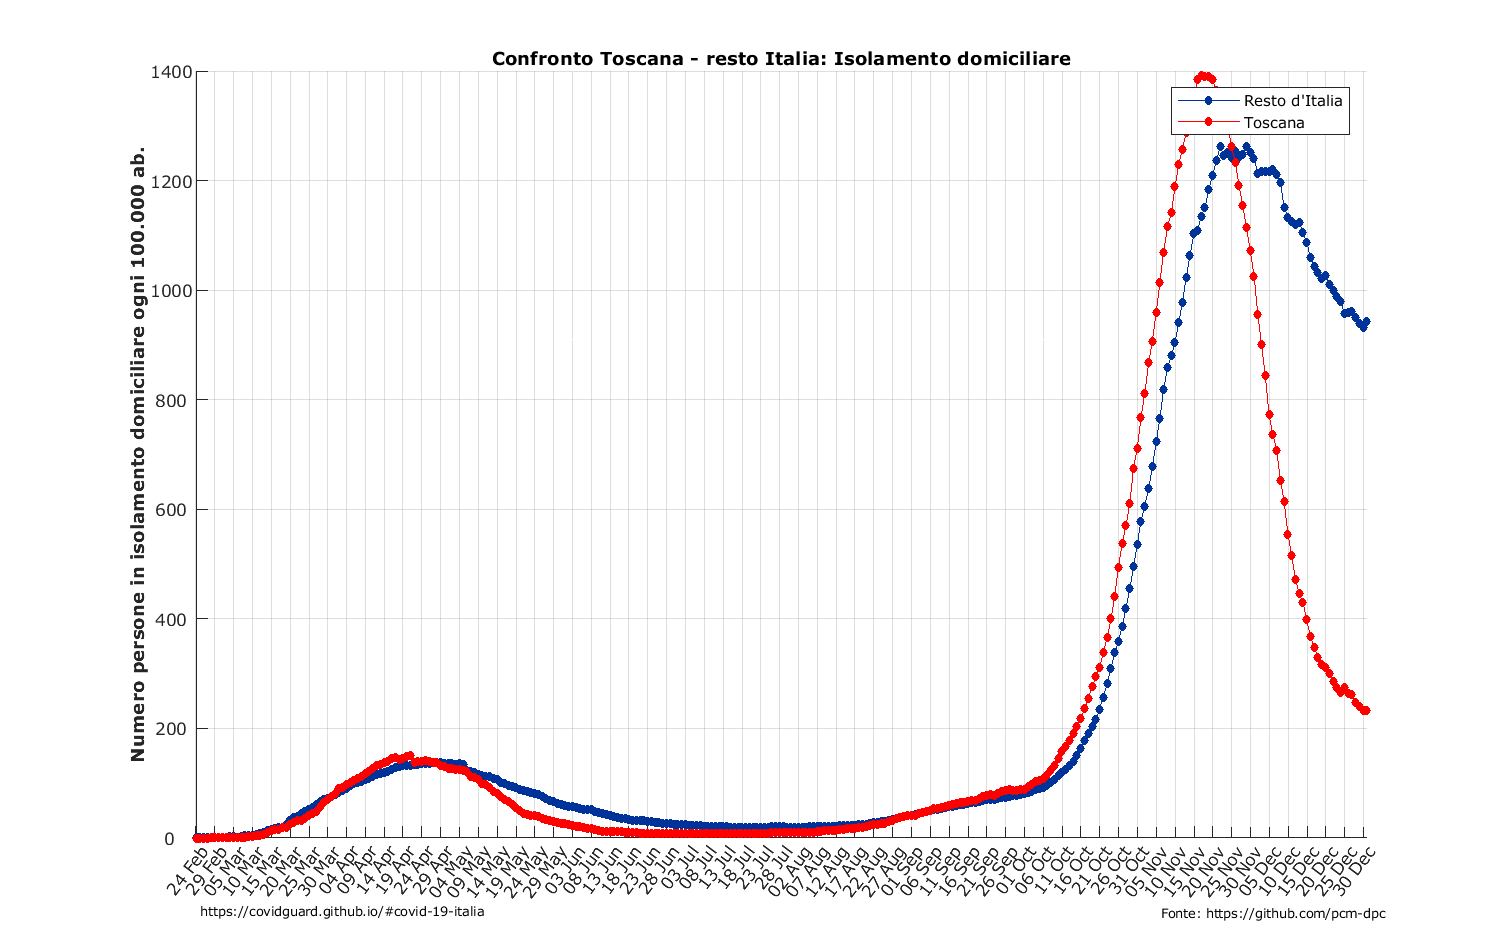 Confronto Toscana - resto Italia: Isolamento domiciliare
Numero persone in isolamento domiciliare ogni 100.000 ab.
1400
1200
1000
800
600
400
200
0
Resto d'Italia
Toscana
24 Feb
29 Feb
05 Mar
10 Mar
15 Mar
20 Mar
25 Mar
30 Mar
04 Apr
09 Apr
14 Apr
19 Apr
24 Apr
29 Apr
04 May
09 May
14 May
19 May
24 May
29 May
03 Jun
08 Jun
13 Jun
18 Jun
23 Jun
28 Jun
03 Jul
08 Jul
13 Jul
18 Jul
23 Jul
28 Jul
02 Aug
07 Aug
12 Aug
17 Aug
22 Aug
27 Aug
01 Sep
06 Sep
11 Sep
16 Sep
21 Sep
26 Sep
01 Oct
06 Oct
11 Oct
16 Oct
21 Oct
26 Oct
31 Oct
05 Nov
10 Nov
15 Nov
20 Nov
25 Nov
30 Nov
05 Dec
10 Dec
15 Dec
20 Dec
25 Dec
30 Dec
https://covidguard.github.io/#covid-19-italia
Fonte: https://github.com/pcm-dpc